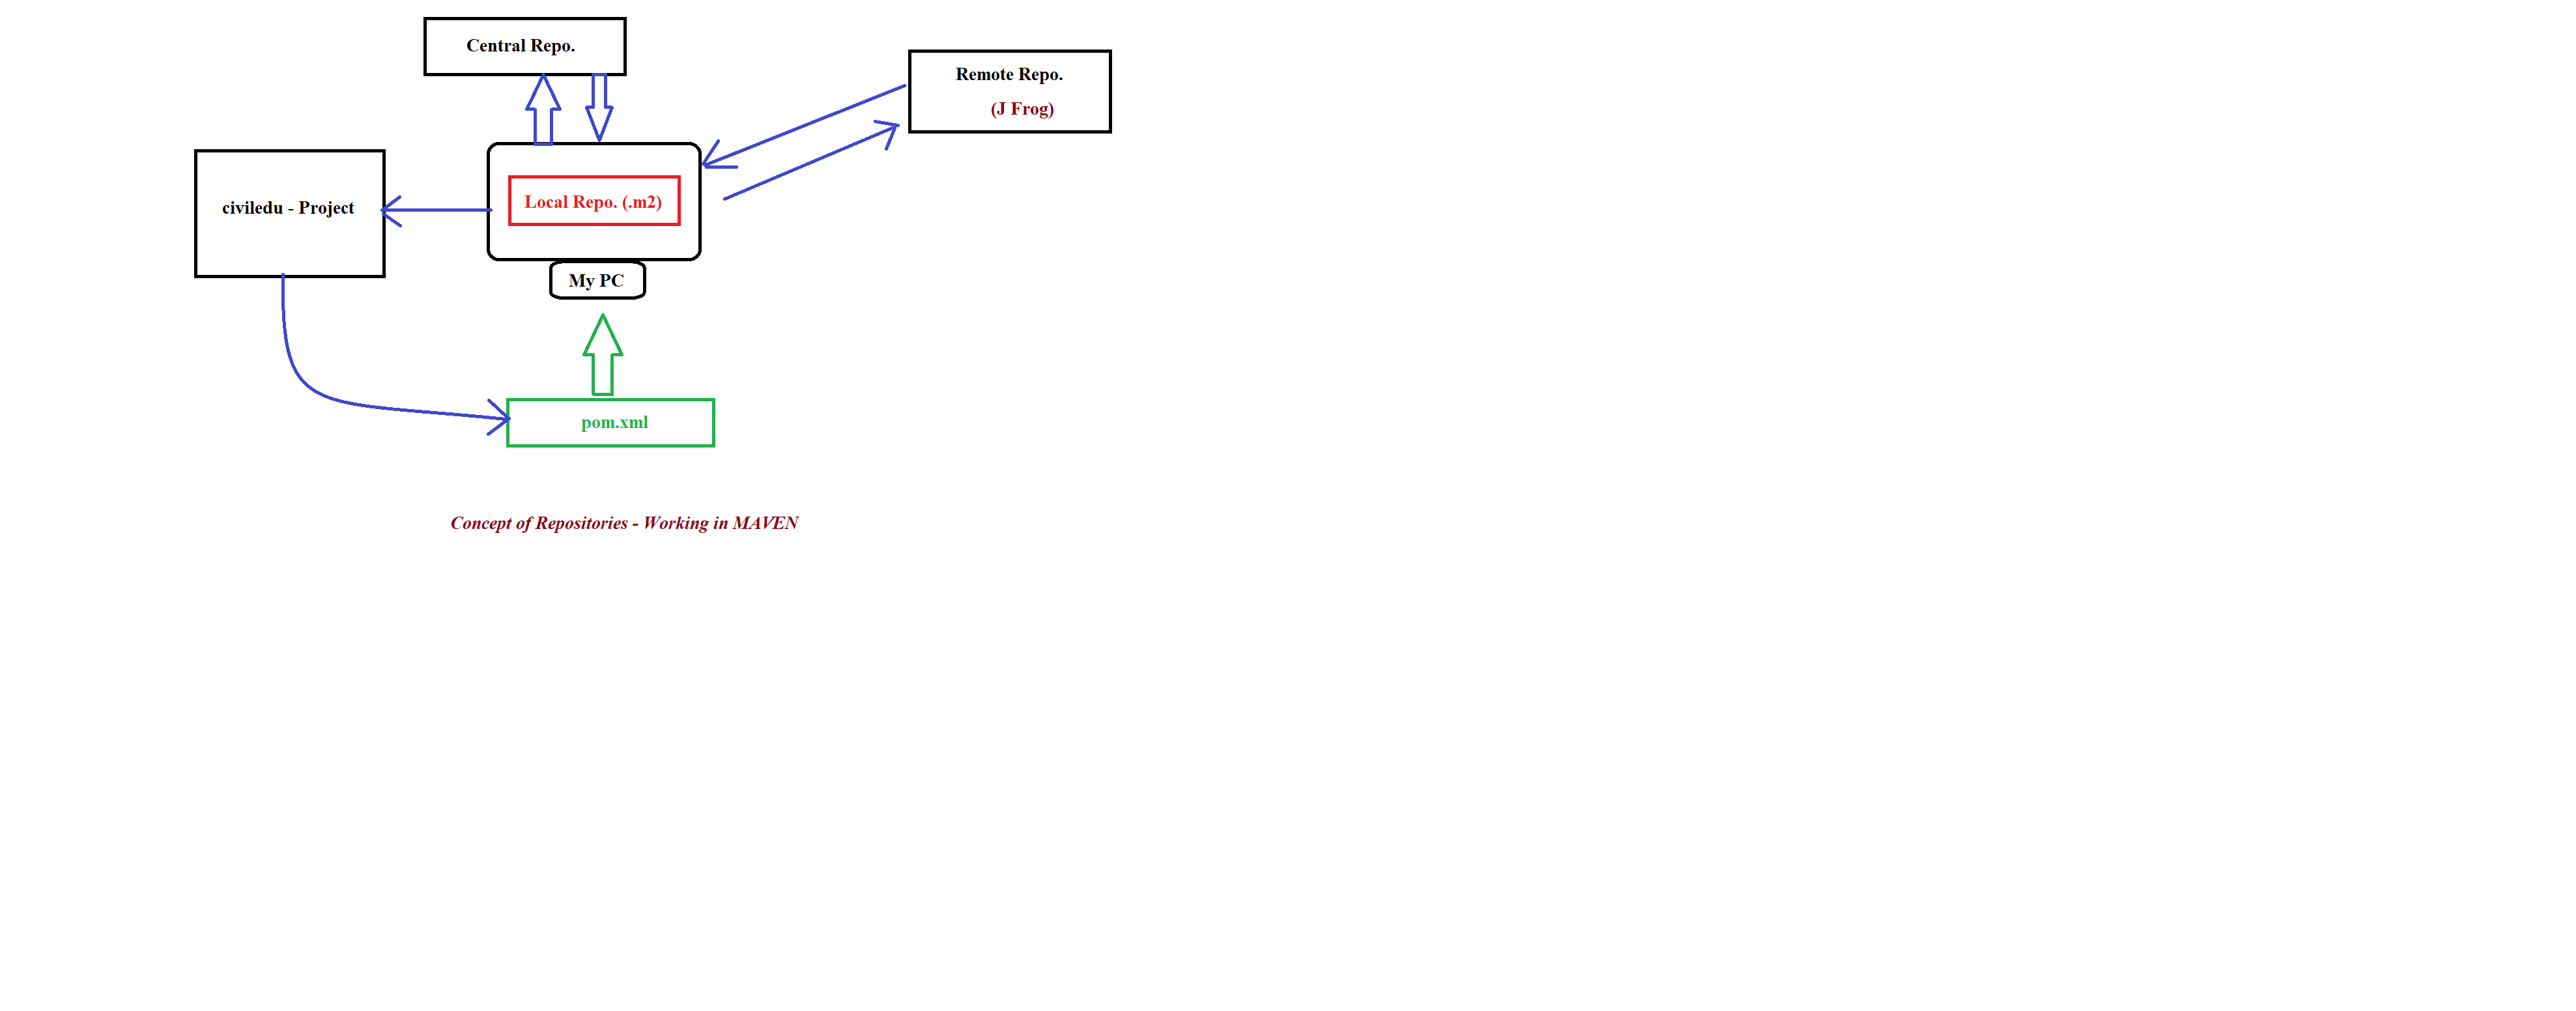 Central Repo.
Remote Repo.
(J Frog)
civiledu - Project
Local Repo. (.m2)
My PC
pom.xml
Concept of Repositories - Working in MAVEN